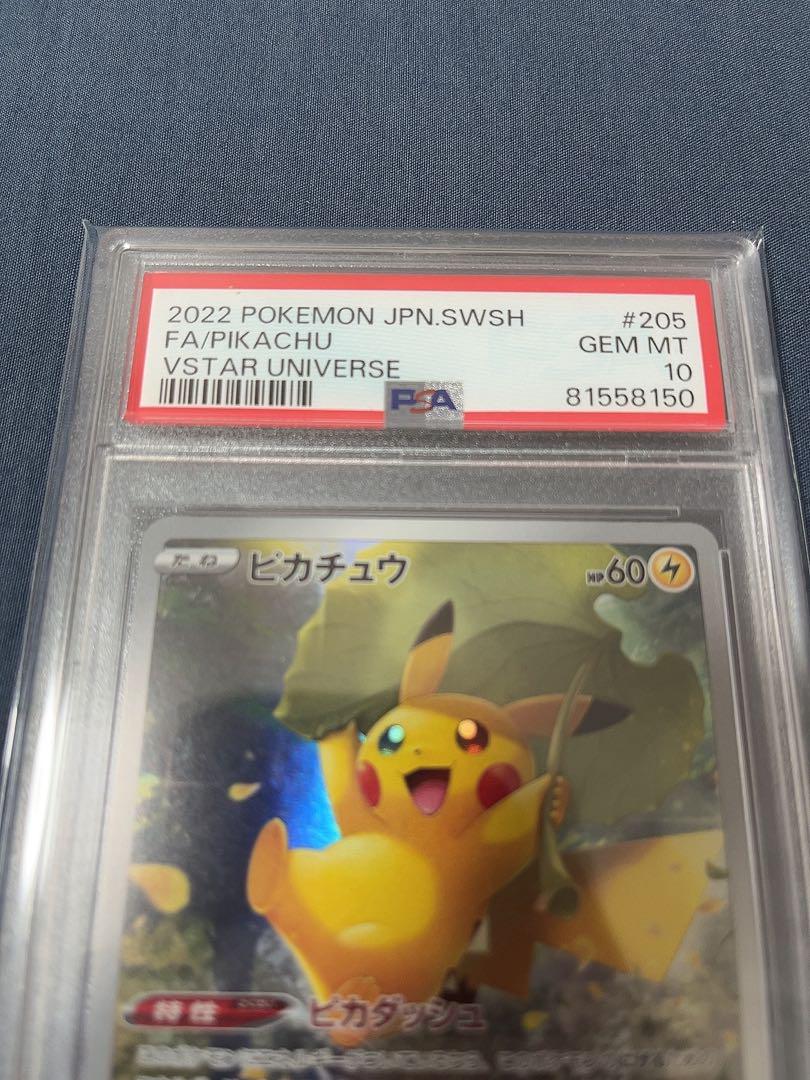 2022 POKEMON JPN.SWSH #205
FA/PIKACHU GEM MT
VSTAR UNIVERSE 10
PSA 81558150
たね ピカチュウ HP60
特性 ピカダッシュ